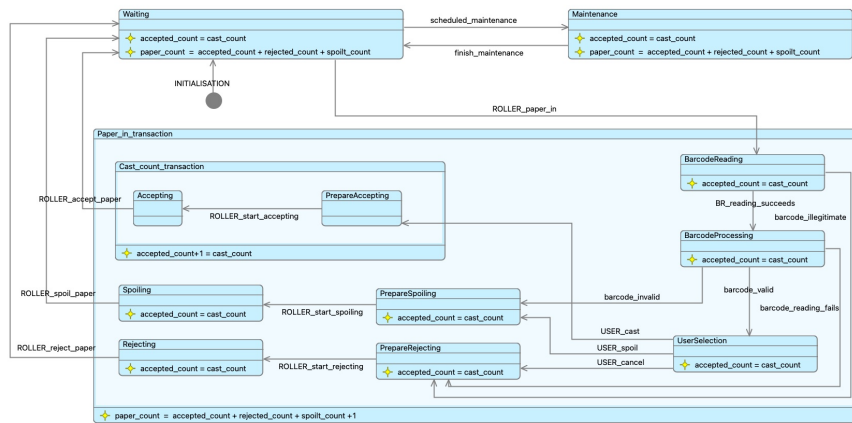 Waiting
accepted_count = cast_count
paper_count = accepted_count + rejected_count + spoilt_count
scheduled_maintenance
finish_maintenance
Maintenance
accepted_count = cast_count
paper_count = accepted_count + rejected_count + spoilt_count
INITIALISATION
ROLLER_paper_in
Paper_in_transaction
Cast_count_transaction
Accepting
PrepareAccepting
ROLLER_accept_paper
ROLLER_start_accepting
accepted_count+1 = cast_count
BarcodeReading
accepted_count = cast_count
BR_reading_succeeds
barcode_illegitimate
BarcodeProcessing
accepted_count = cast_count
Spoiling
accepted_count = cast_count
ROLLER_spoil_paper
ROLLER_start_spoiling
PrepareSpoiling
accepted_count = cast_count
barcode_invalid
barcode_valid
barcode_reading_fails
USER_cast
USER_spoil
USER_cancel
UserSelection
accepted_count = cast_count
Rejecting
accepted_count = cast_count
ROLLER_reject_paper
ROLLER_start_rejecting
PrepareRejecting
accepted_count = cast_count
paper_count = accepted_count + rejected_count + spoilt_count +1